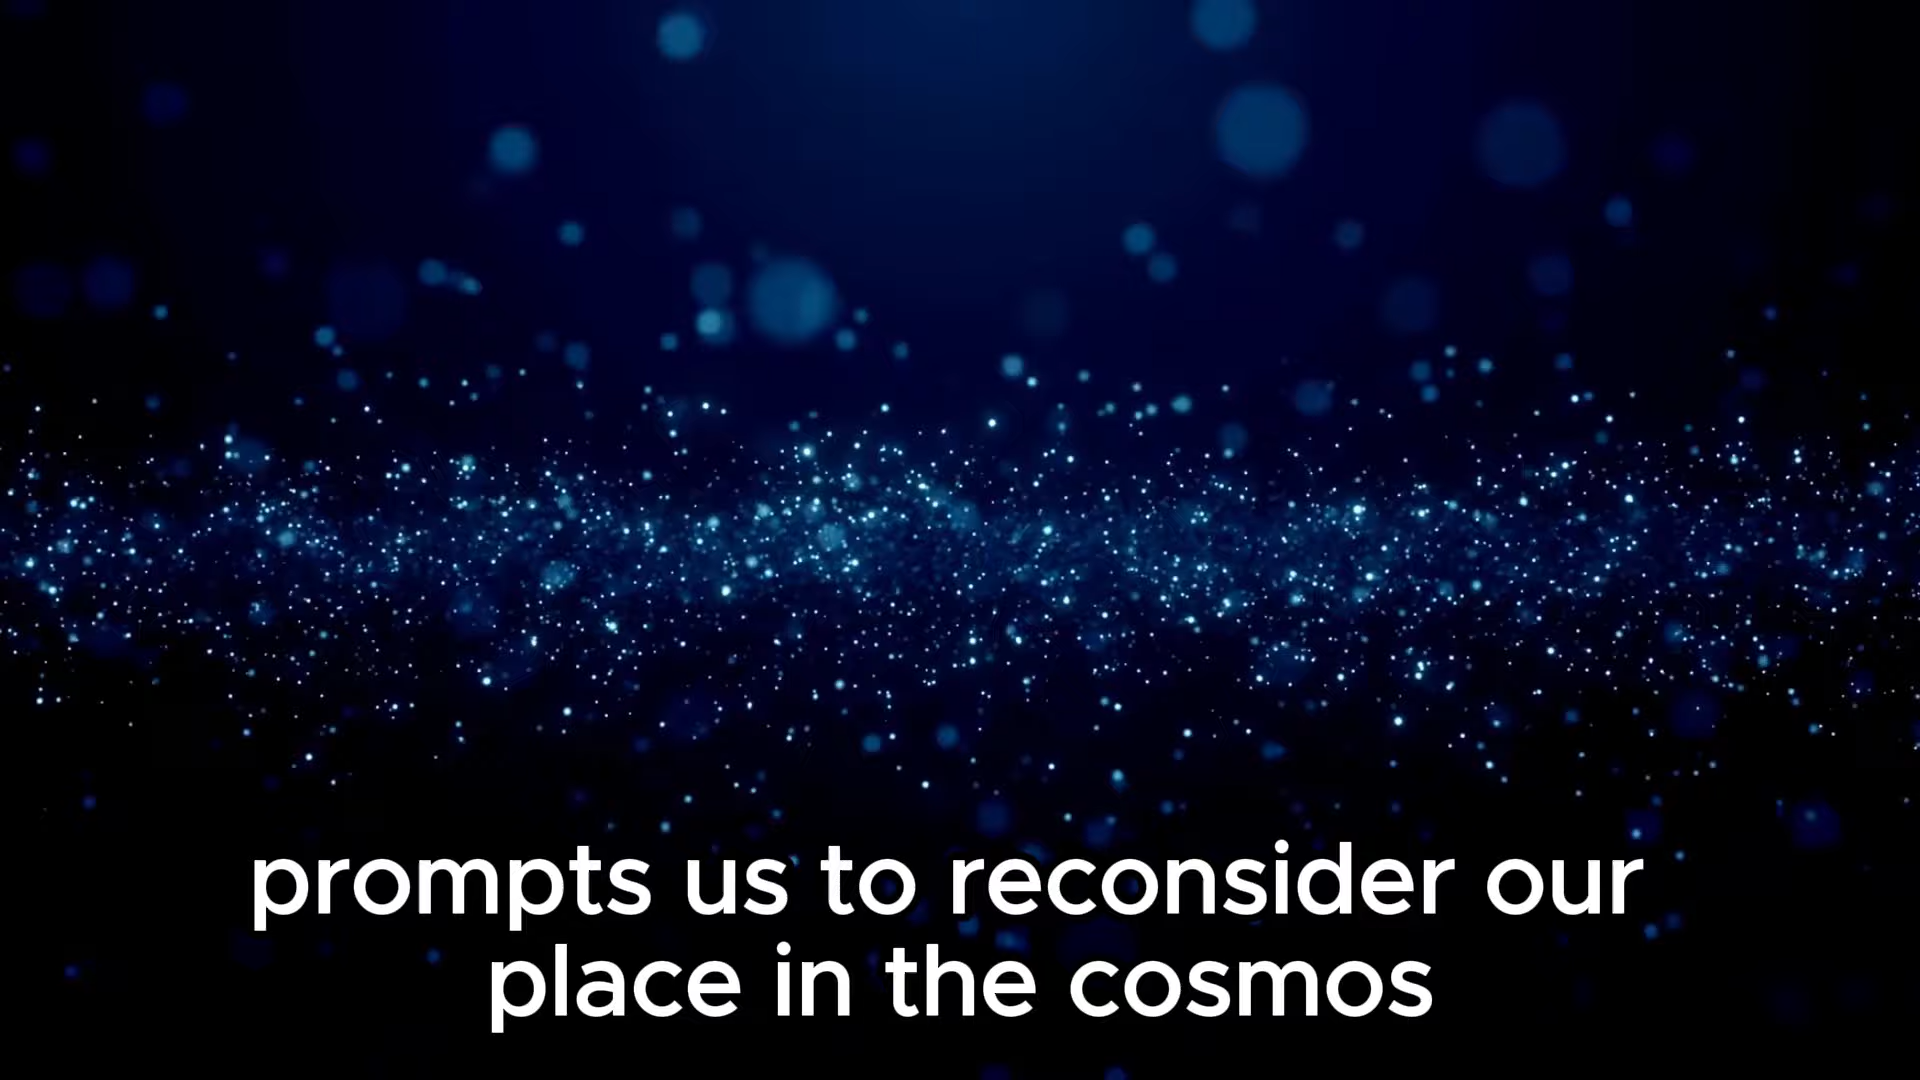 prompts us to reconsider our
place in the cosmos